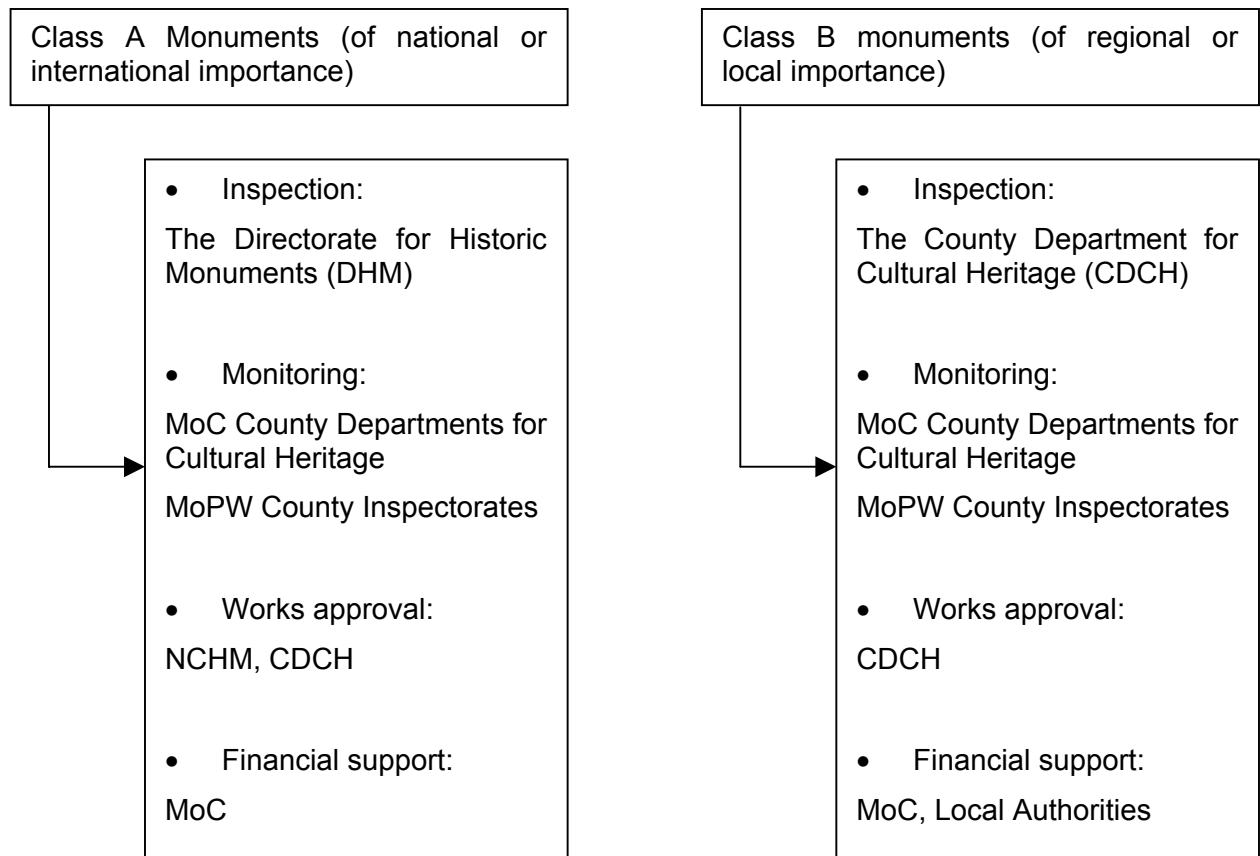 Class A Monuments (of national or
international importance)
• Inspection:
The Directorate for Historic
Monuments (DHM)
• Monitoring:
MoC County Departments for
Cultural Heritage
MoPW County Inspectorates
• Works approval:
NCHM, CDCH
• Financial support:
MoC
Class B monuments (of regional or
local importance)
• Inspection:
The County Department for
Cultural Heritage (CDCH)
• Monitoring:
MoC County Departments for
Cultural Heritage
MoPW County Inspectorates
• Works approval:
CDCH
• Financial support:
MoC, Local Authorities